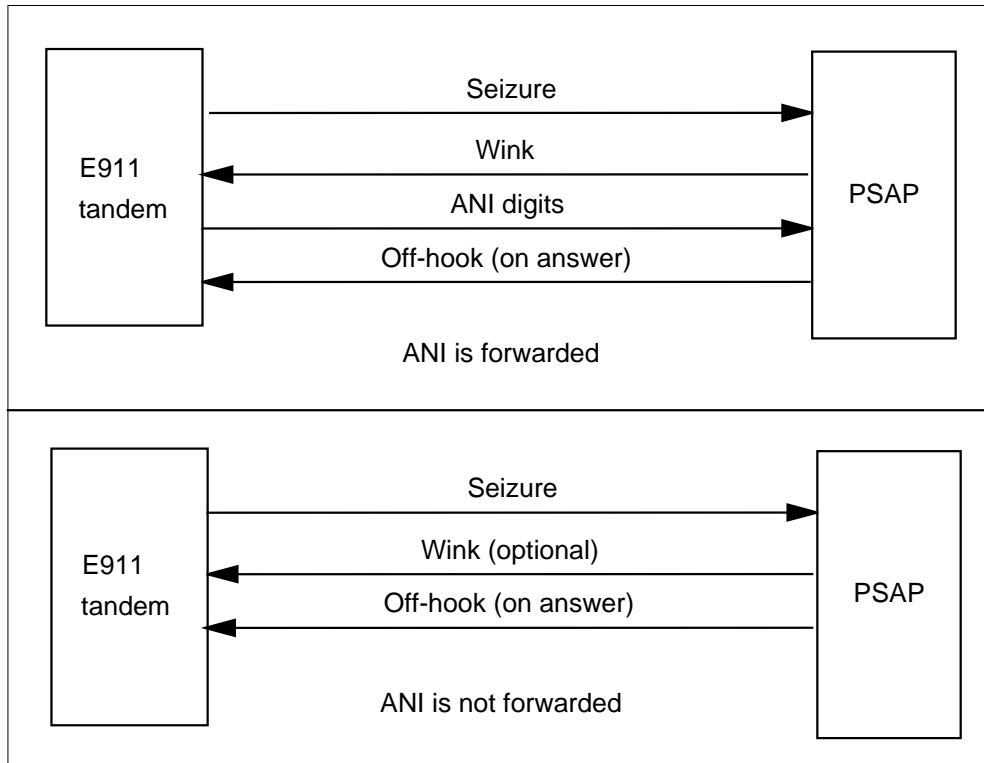 Seizure
Wink
E911
tandem
PSAP
ANI digits
Off-hook (on answer)
ANI is forwarded
Seizure
Wink (optional)
E911
tandem
PSAP
Off-hook (on answer)
ANI is not forwarded